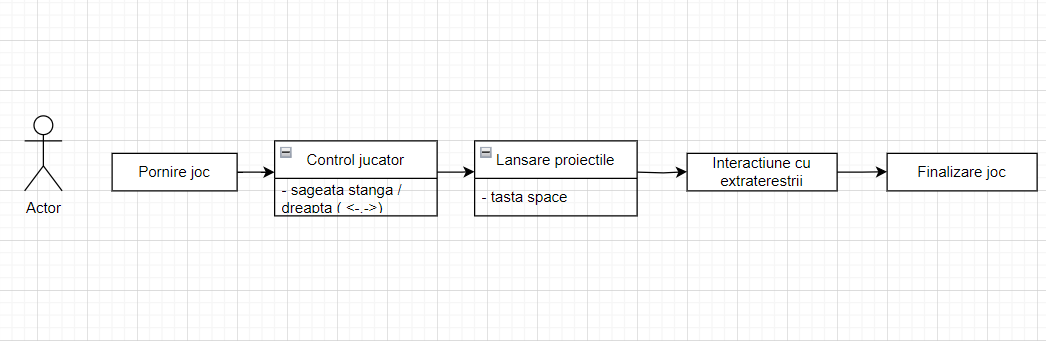 Actor
Pornire joc
Control jucator
- sageata stanga /
dreapta ( <-,->)
Lansare proiectile
- tasta space
Interactiune cu
extraterestrii
Finalizare joc